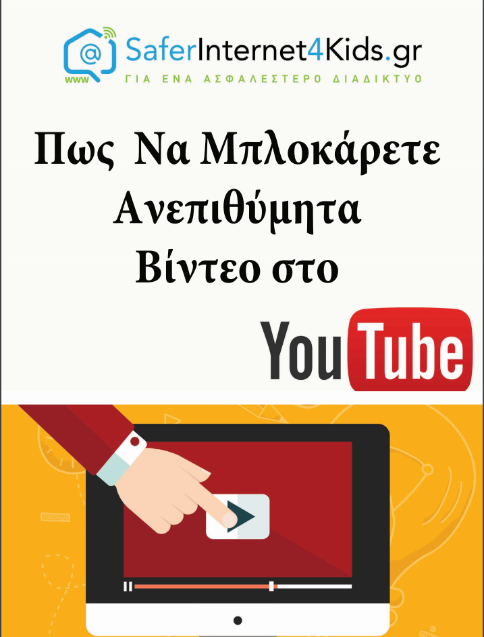 @
www
SaferInternet4Kids.gr
ΓΙΑ ΕΝΑ ΑΣΦΑΛΕΣΤΕΡΟ ΔΙΑΔΙΚΤΥΟ
Πως Να Μπλοκάρετε
Ανεπιθύμητα
Βίντεο στο
YouTube